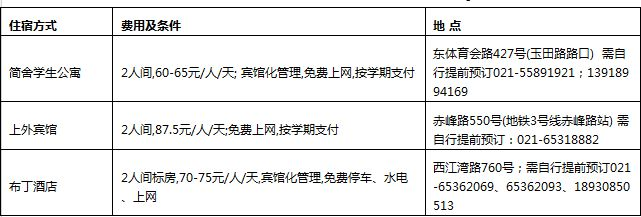 住宿方式 费用及条件 地 点
简舍学生公寓 2人间,60-65元/人/天; 宾馆化管理,免费上网,按学期支付 东体育会路427号(玉田路路口) 需自
行提前预订021-55891921；139189
94169
上外宾馆 2人间,87.5元/人/天;免费上网,按学期支付 赤峰路550号(地铁3号线赤峰路站) 需
自行提前预订：021-65318882
布丁酒店 2人间标房,70-75元/人/天,宾馆化管理,免费停车、水电
、上网 西江湾路760号；需自行提前预订021
-65362069、65362093、18930850
513